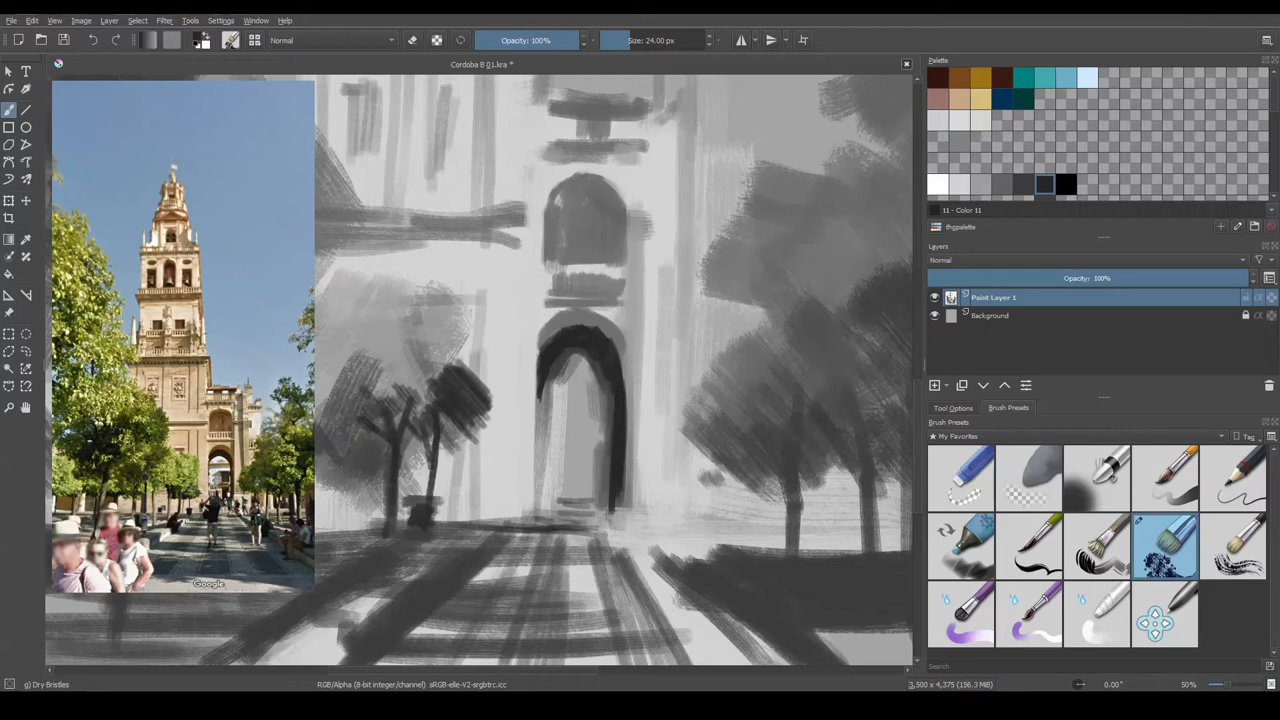 File Edit View Image Layer Select Filter Tools Settings Window Help
Normal
Opacity: 100%
Size: 24.00 px
Cordoba B 01.kra *
Palette
11 - Color 11
thgpalette
Layers
Normal
Opacity: 100%
Paint Layer 1
Background
Tool Options Brush Presets
Brush Presets
My Favorites
Tag
Search
Google
g) Dry Bristles
RGB/Alpha (8-bit integer/channel) sRGB-elle-V2-srgbtrc.icc
3,500 x 4,375 (156.3 MiB)
0.00°
50%